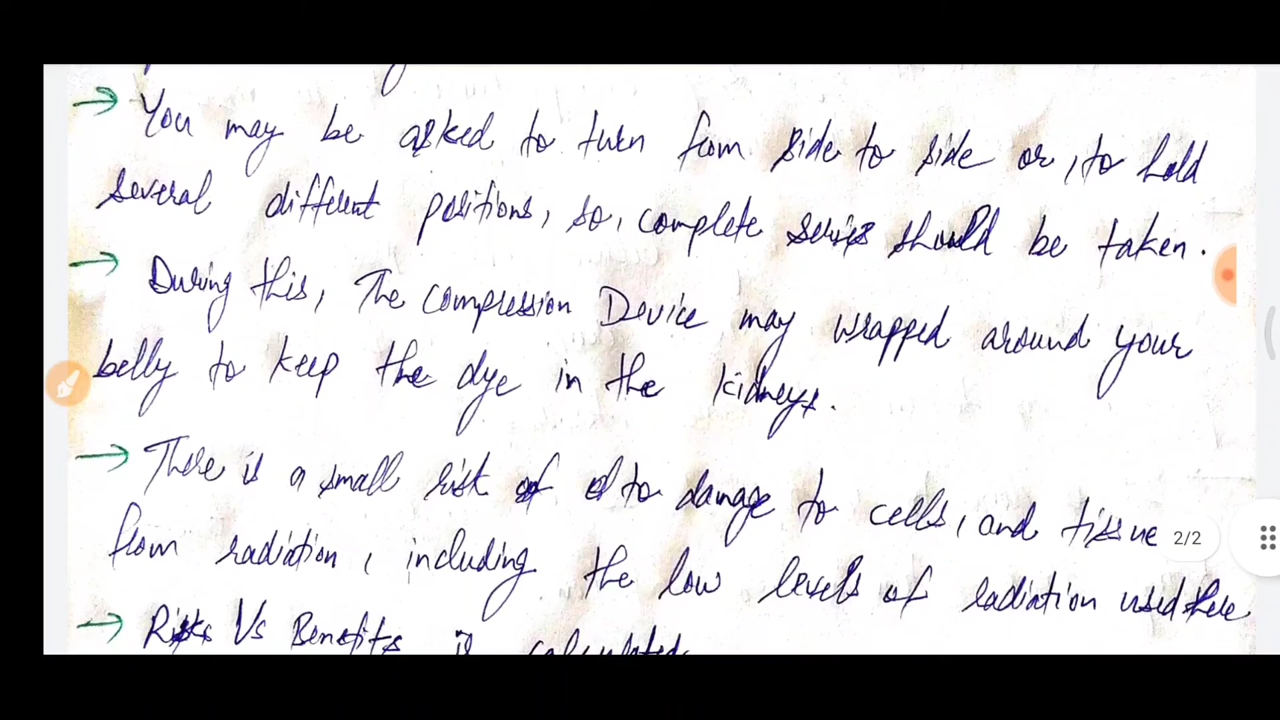 → You may be asked to turn from side to side or, to hold
several different positions, so, complete series should be taken.
→ During this, The Compression Device may wrapped around your
belly to keep the dye in the kidneys.
→ There is a small risk of to damage to cells, and tissue
2/2
from radiation, including the low levels of radiation used here
→ Risks Vs Benefits is calculated